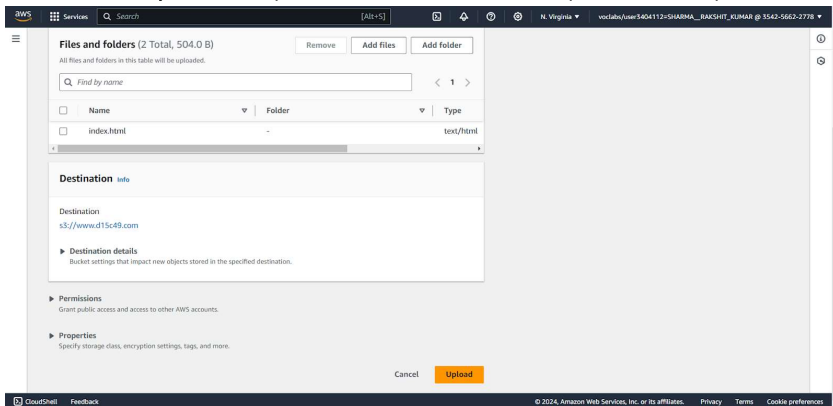 aws Services Search [Alt+S] N. Virginia voclabs/user3404112=SHARMA__RAKSHIT_KUMAR @ 3542-5662-2778
Files and folders (2 Total, 504.0 B) Remove Add files Add folder
All files and folders in this table will be uploaded.
Find by name 1
Name Folder Type
index.html - text/html
Destination Info
Destination
s3://www.d15c49.com
Destination details
Bucket settings that impact new objects stored in the specified destination.
Permissions
Grant public access and access to other AWS accounts.
Properties
Specify storage class, encryption settings, tags, and more.
Cancel Upload
CloudShell Feedback © 2024, Amazon Web Services, Inc. or its affiliates. Privacy Terms Cookie preferences